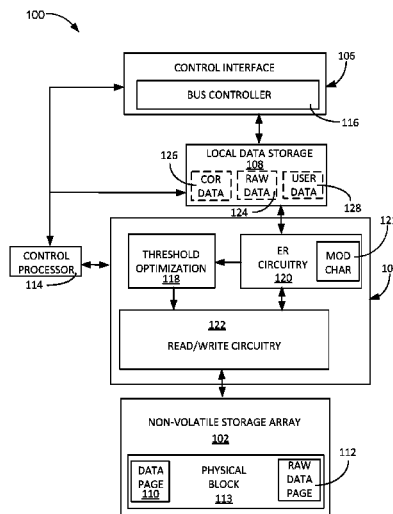 100
CONTROL INTERFACE
106
BUS CONTROLLER
116
LOCAL DATA STORAGE
108
126
COR DATA
RAW DATA
USER DATA
124
128
CONTROL PROCESSOR
114
THRESHOLD OPTIMIZATION
118
ER CIRCUITRY
120
MOD CHAR
122
READ/WRITE CIRCUITRY
NON-VOLATILE STORAGE ARRAY
102
112
DATA PAGE
110
PHYSICAL BLOCK
113
RAW DATA PAGE